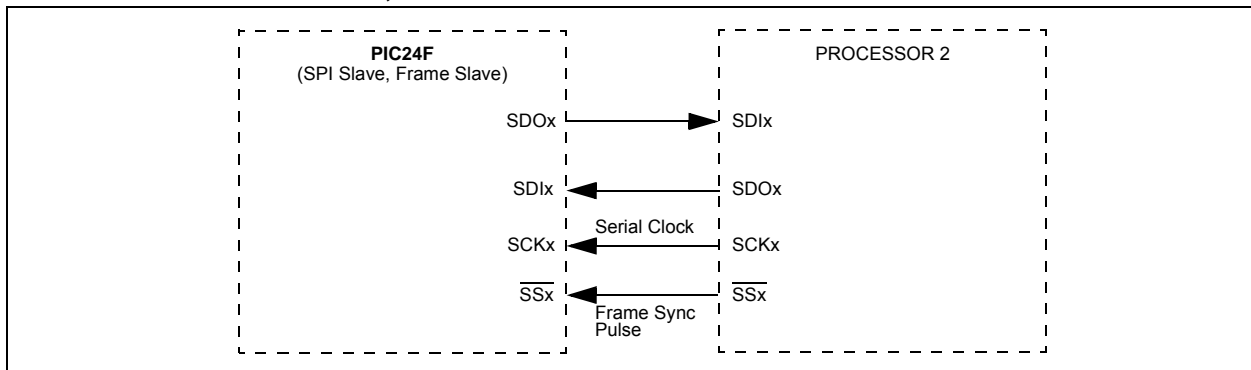 PIC24F
(SPI Slave, Frame Slave)
PROCESSOR 2
SDOx
SDIx
SDIx
SDOx
Serial Clock
SCKx
SCKx
SSx
SSx
Frame Sync
Pulse